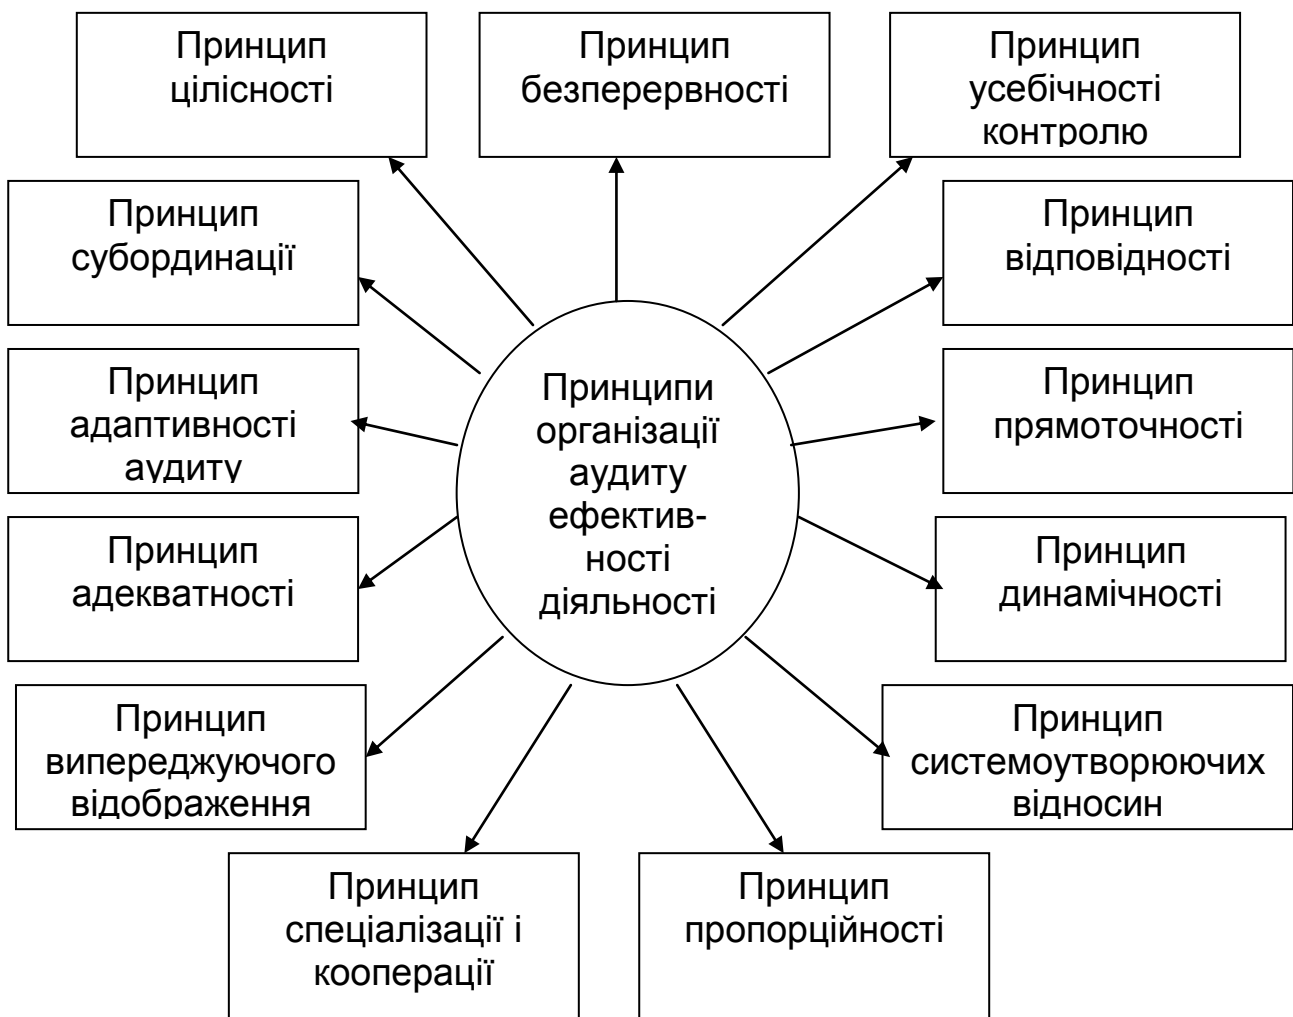 Принцип
цілісності
Принцип
безперервності
Принцип
усебічності
контролю
Принцип
субординації
Принцип
відповідності
Принцип
адаптивності
аудиту
Принципи
організації
аудиту
ефектив-
ності
діяльності
Принцип
прямоточності
Принцип
адекватності
Принцип
динамічності
Принцип
випереджуючого
відображення
Принцип
системоутворюючих
відносин
Принцип
спеціалізації і
кооперації
Принцип
пропорційності